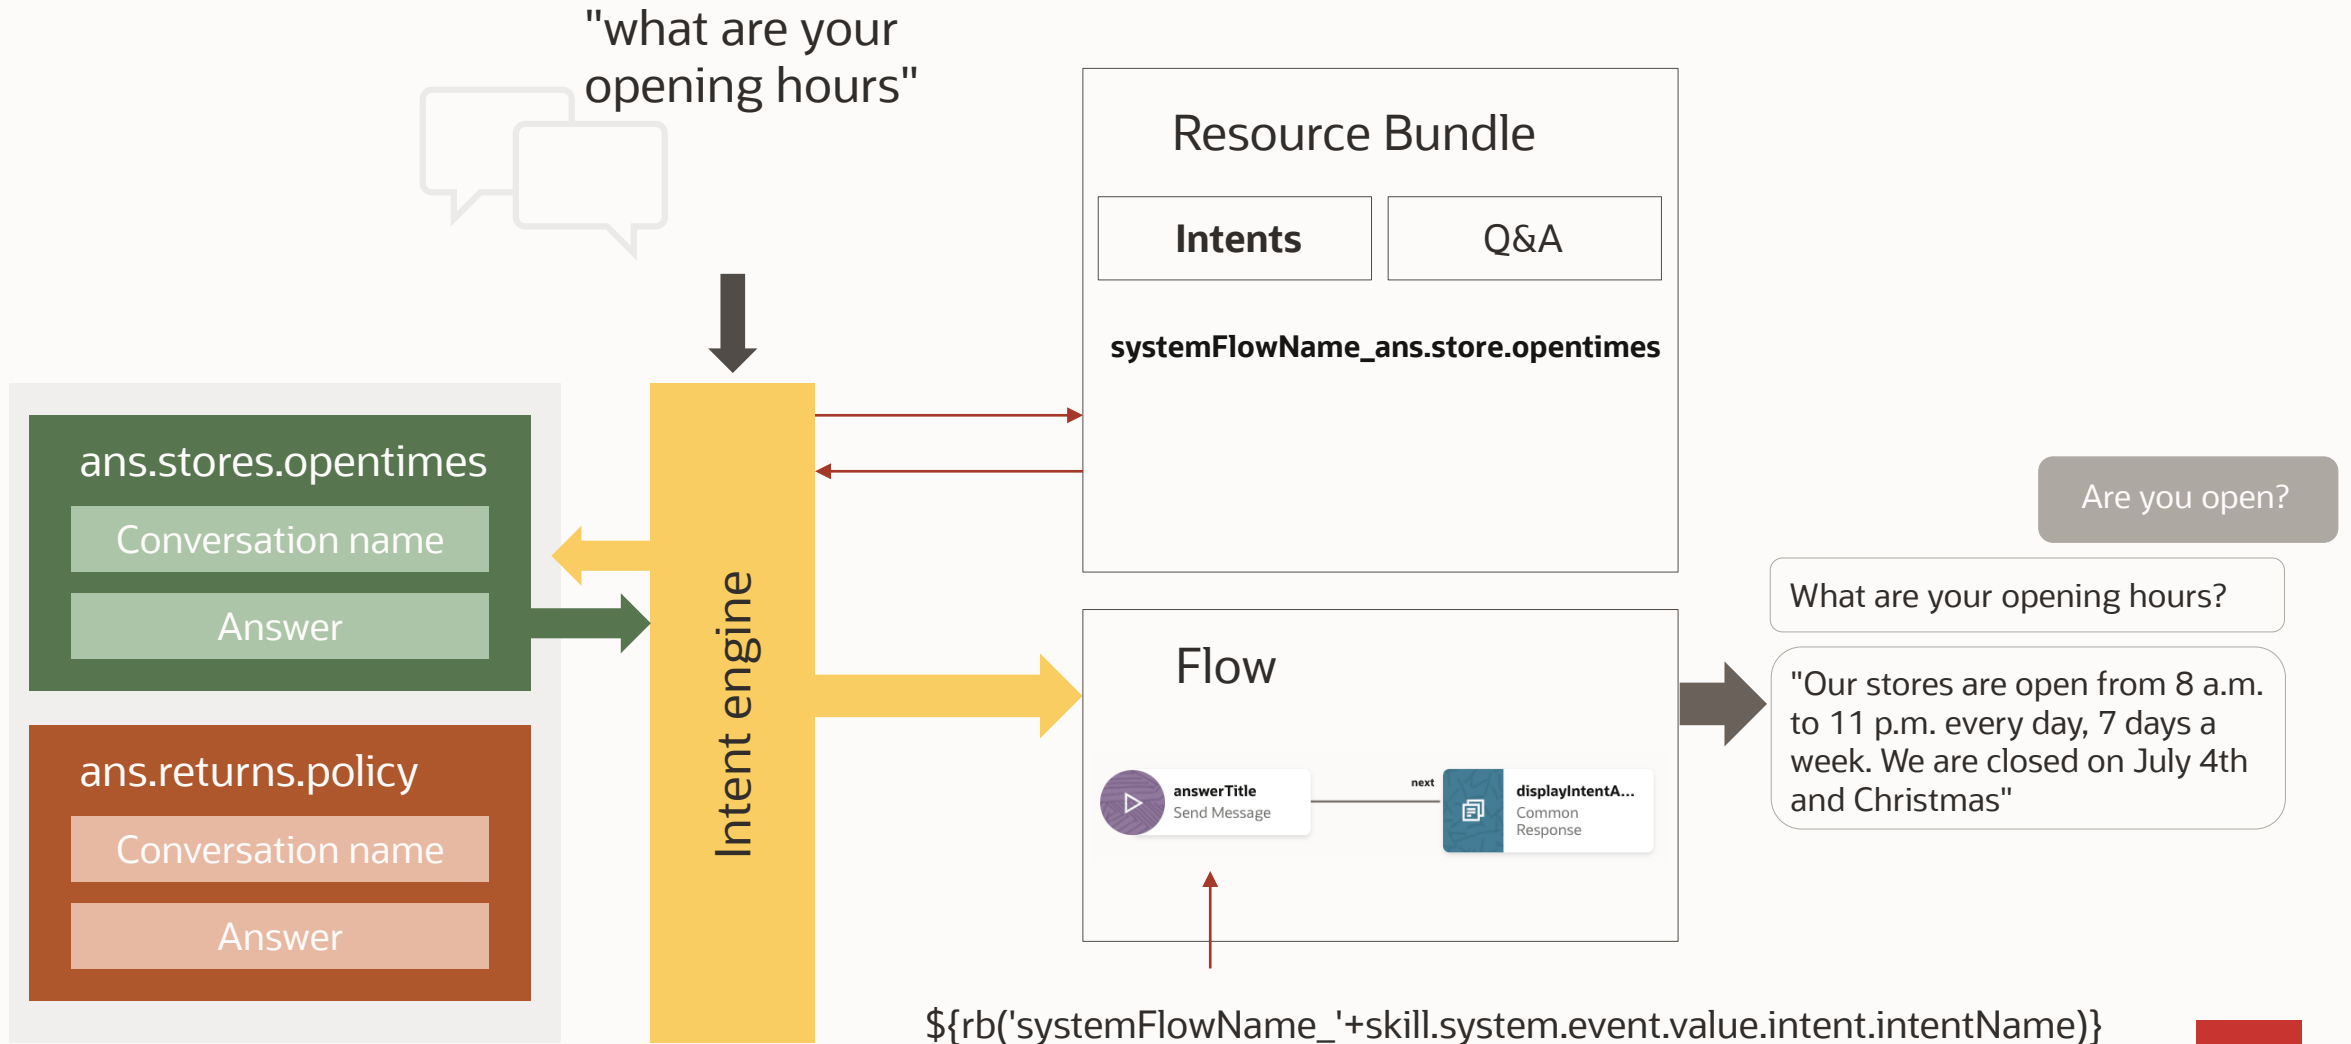 "what are your
opening hours"
Resource Bundle
Intents
Q&A
systemFlowName_ans.store.opentimes
ans.stores.opentimes
Conversation name
Answer
ans.returns.policy
Conversation name
Answer
Intent engine
Flow
answerTitle
Send Message
next
displayIntentA...
Common
Response
Are you open?
What are your opening hours?
"Our stores are open from 8 a.m.
to 11 p.m. every day, 7 days a
week. We are closed on July 4th
and Christmas"
${rb('systemFlowName_'+skill.system.event.value.intent.intentName)}